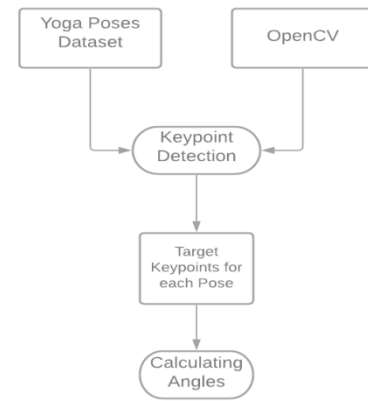 Yoga Poses
Dataset
OpenCV
Keypoint
Detection
Target
Keypoints for
each Pose
Calculating
Angles